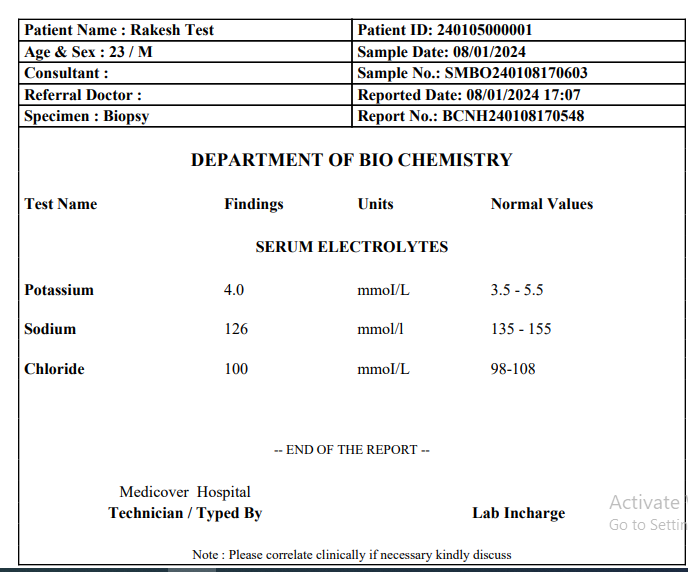 Patient Name : Rakesh Test Patient ID: 240105000001
Age & Sex : 23 / M Sample Date: 08/01/2024
Consultant : Sample No.: SMBO240108170603
Referral Doctor : Reported Date: 08/01/2024 17:07
Specimen : Biopsy Report No.: BCNH240108170548
DEPARTMENT OF BIO CHEMISTRY
Test Name Findings Units Normal Values
SERUM ELECTROLYTES
Potassium 4.0 mmoI/L 3.5 - 5.5
Sodium 126 mmol/l 135 - 155
Chloride 100 mmoI/L 98-108
-- END OF THE REPORT --
Medicover Hospital
Activate
Technician / Typed By Lab Incharge
Go to Settin
Note : Please correlate clinically if necessary kindly discuss